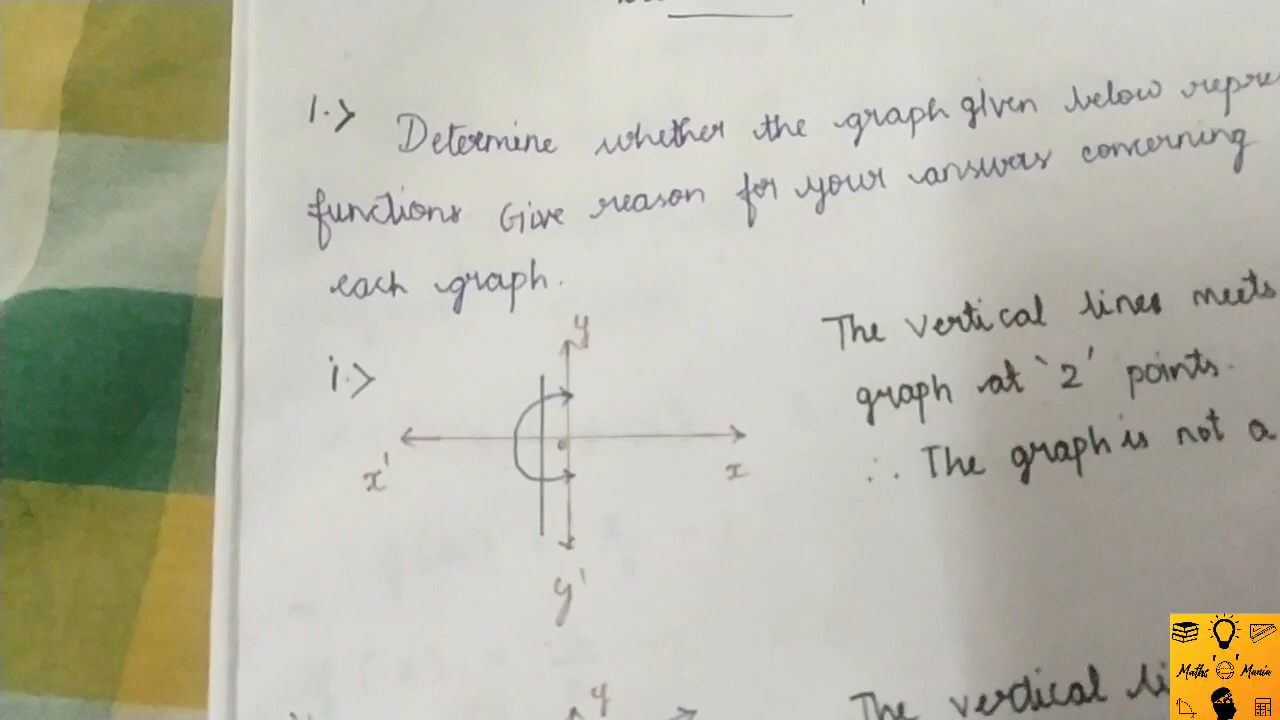 1.> Determine whether the graph given below
functions Give reason for your answers concerning
each graph.
i.>
y
x'
x
y'
The vertical lines meets
graph at '2' points.
∴ The graph is not a
y
The vertical
Maths Mania